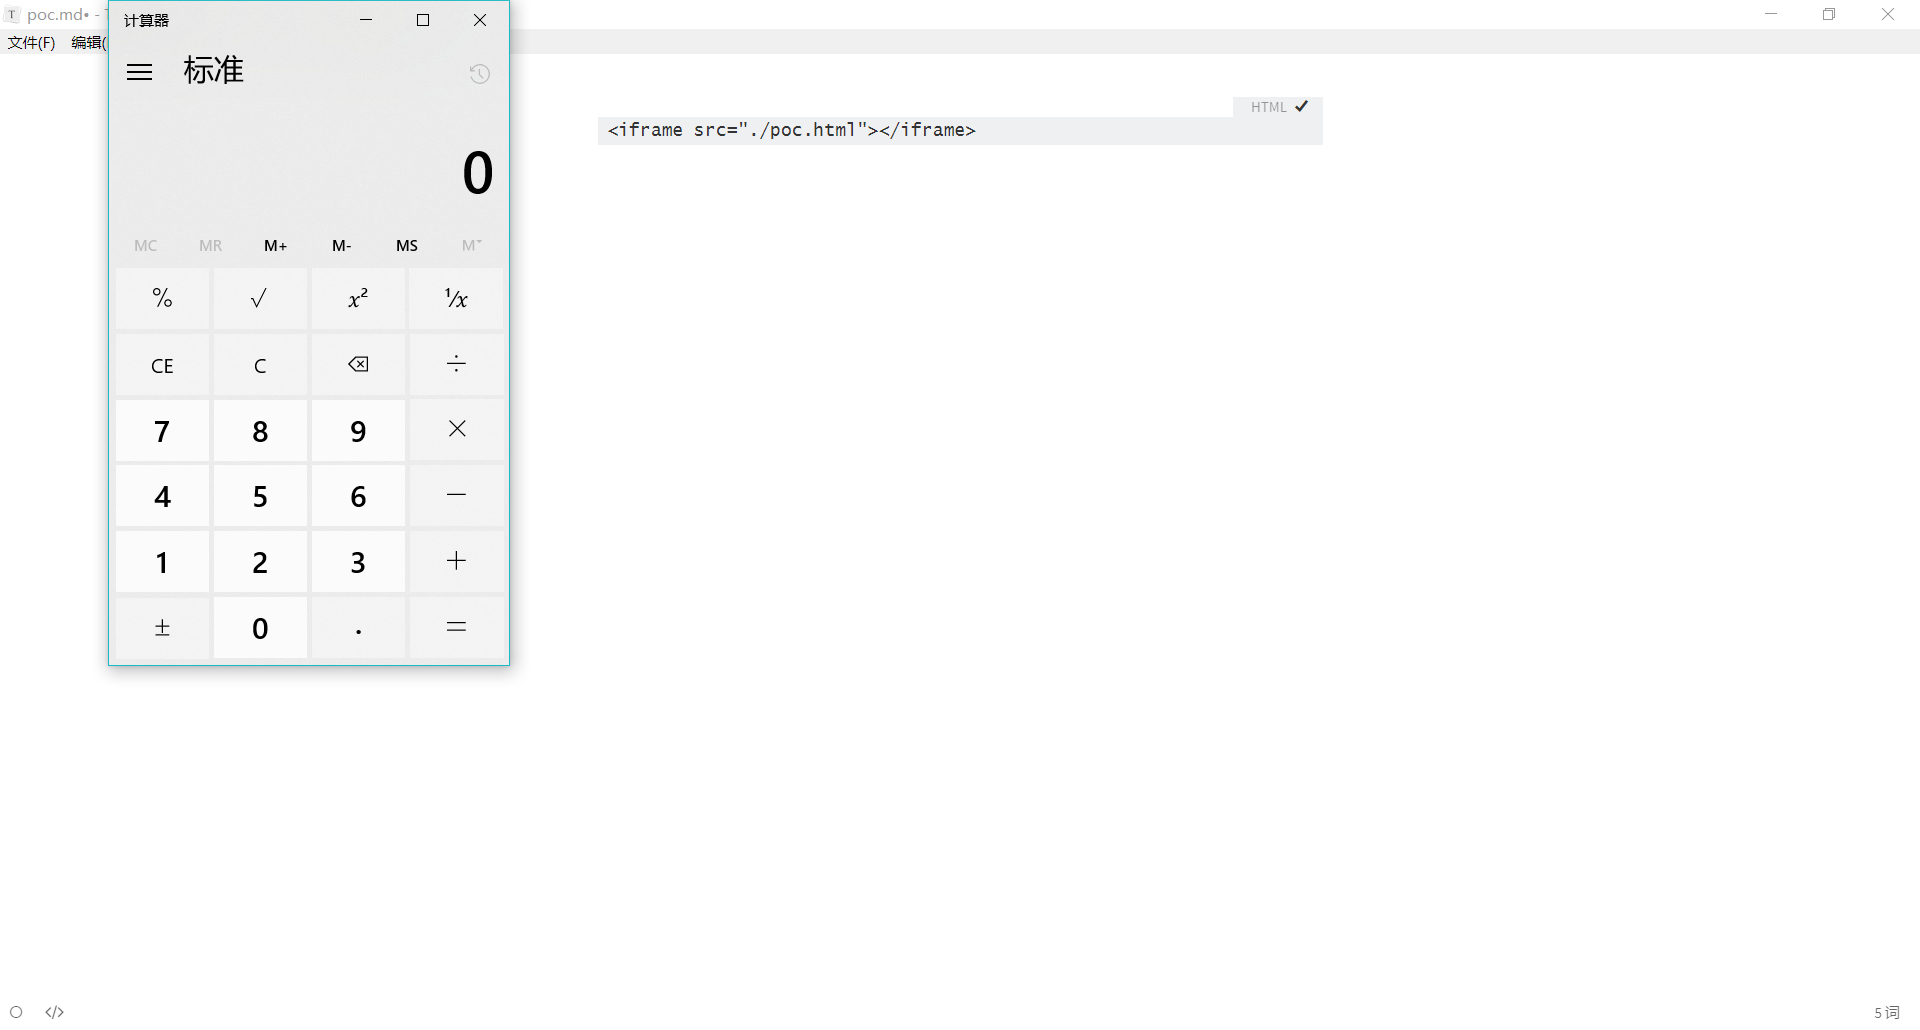 T poc.md• -
文件(F) 编辑(
计算器
标准
0
MC MR M+ M- MS M˅
% √ x² ¹/x
CE C ÷
7 8 9 ×
4 5 6 −
1 2 3 +
± 0 . =
HTML ✔
<iframe src="./poc.html"></iframe>
</>
5 词